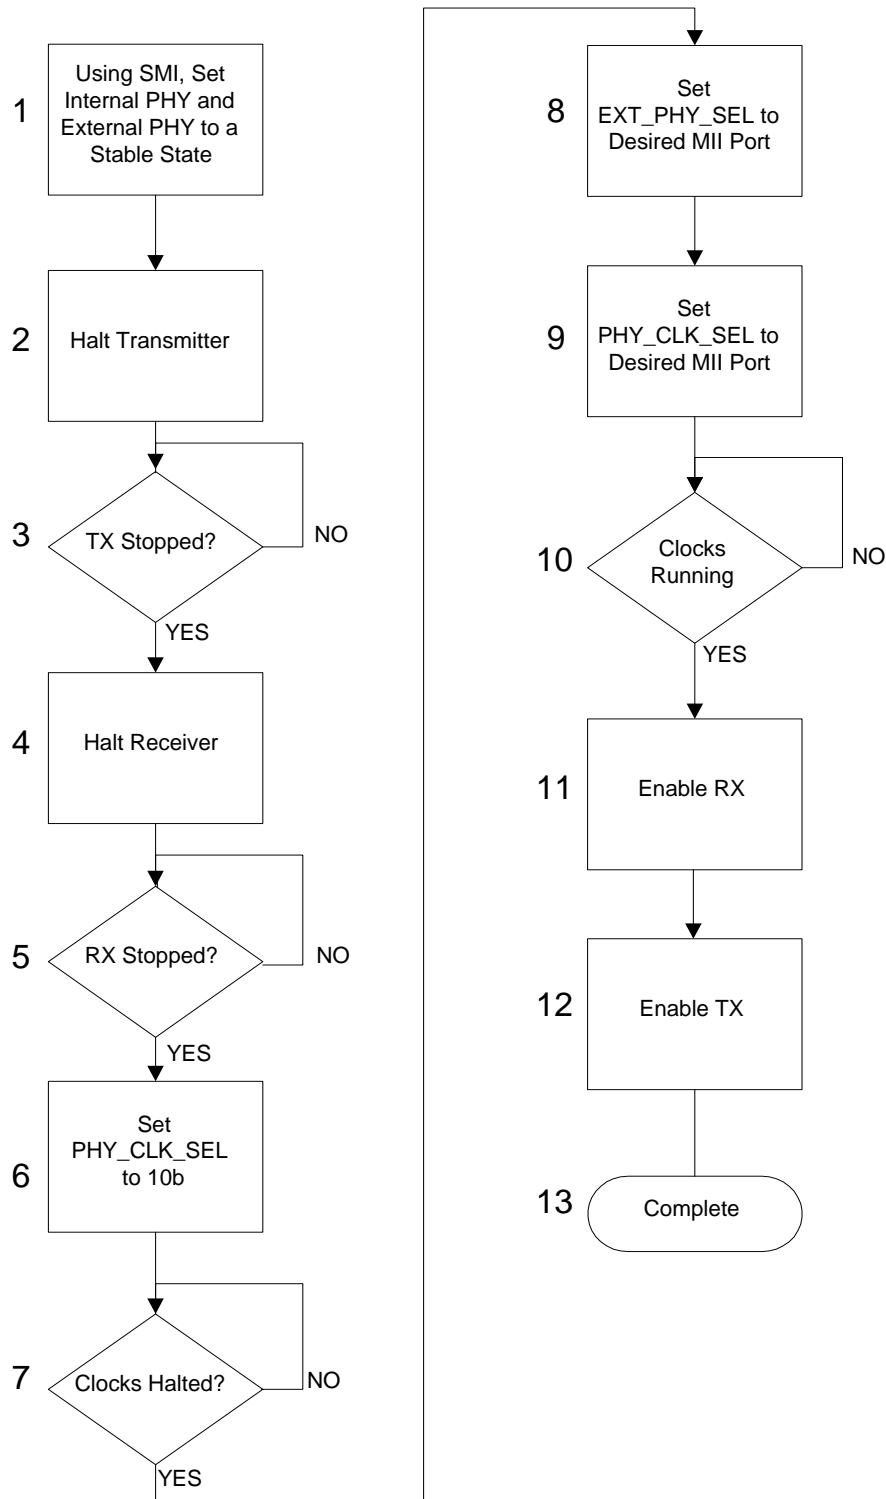 1
Using SMI, Set
Internal PHY and
External PHY to a
Stable State
2
Halt Transmitter
3
TX Stopped?
NO
YES
4
Halt Receiver
5
RX Stopped?
NO
YES
6
Set
PHY_CLK_SEL
to 10b
7
Clocks Halted?
NO
YES
8
Set
EXT_PHY_SEL to
Desired MII Port
9
Set
PHY_CLK_SEL to
Desired MII Port
10
Clocks
Running
NO
YES
11
Enable RX
12
Enable TX
13
Complete